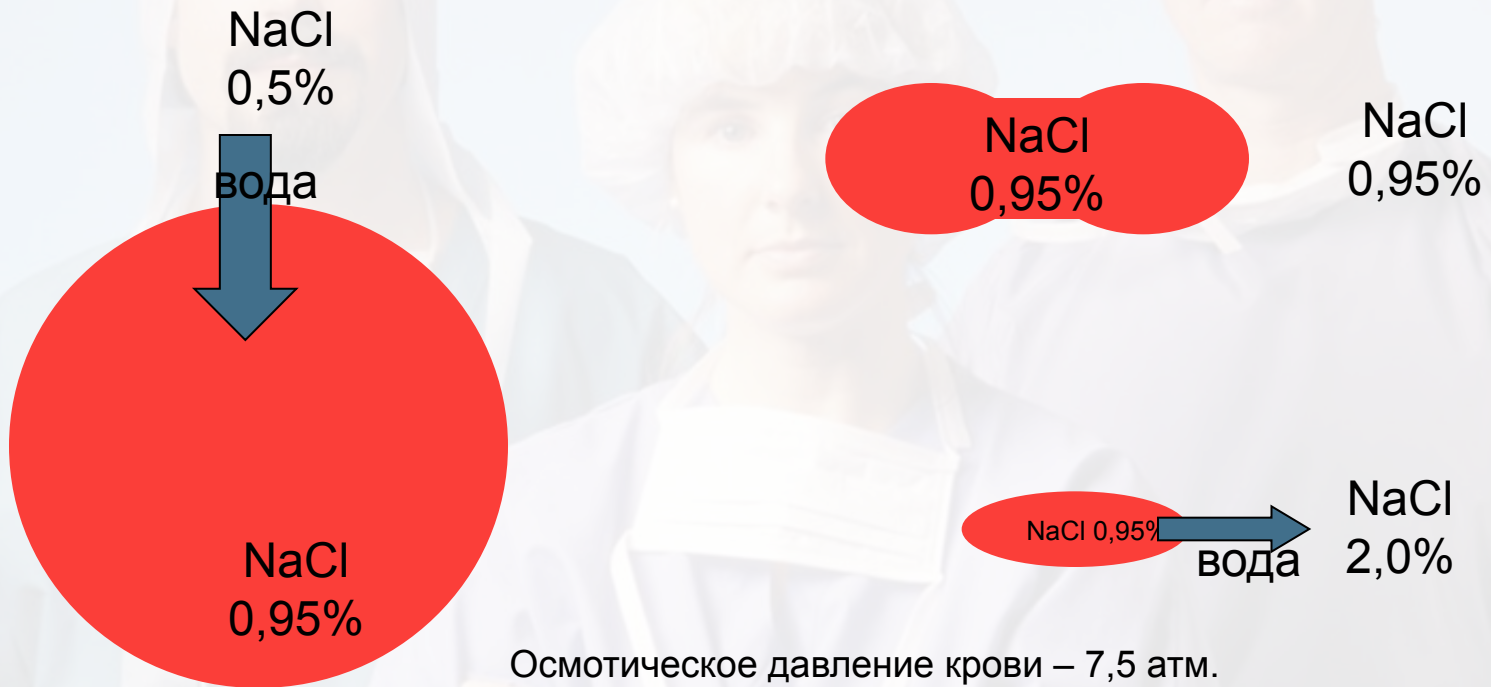 NaCl
0,5%
вода
NaCl
0,95%
NaCl
0,95%
NaCl
0,95%
NaCl 0,95%
вода
NaCl
2,0%
Осмотическое давление крови – 7,5 атм.